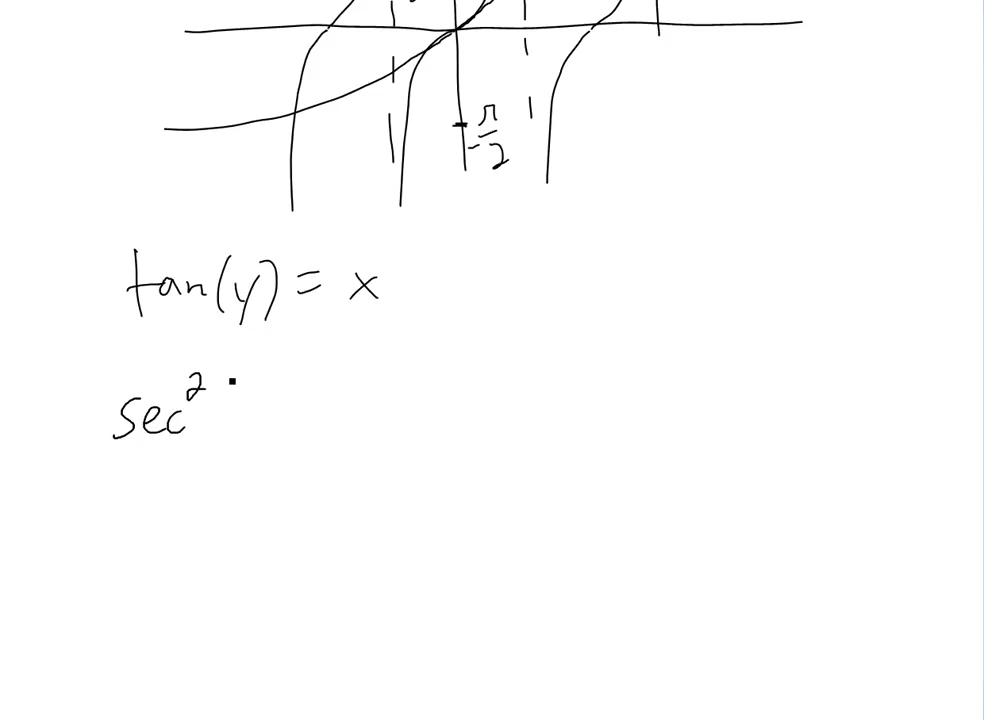 -π/2
tan(y) = x
sec²